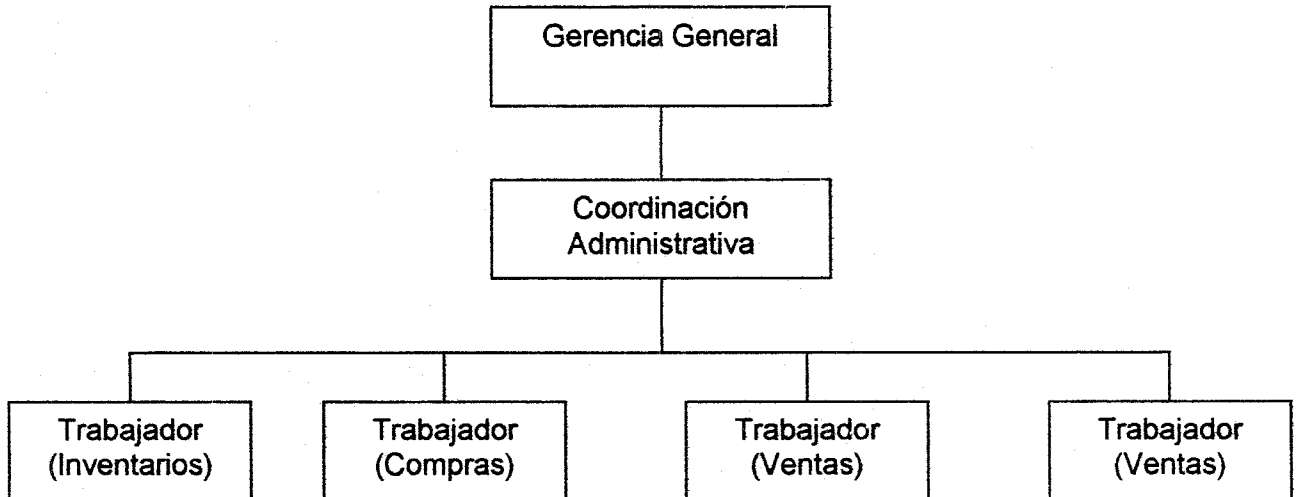 Gerencia General
Coordinación
Administrativa
Trabajador
(Inventarios)
Trabajador
(Compras)
Trabajador
(Ventas)
Trabajador
(Ventas)